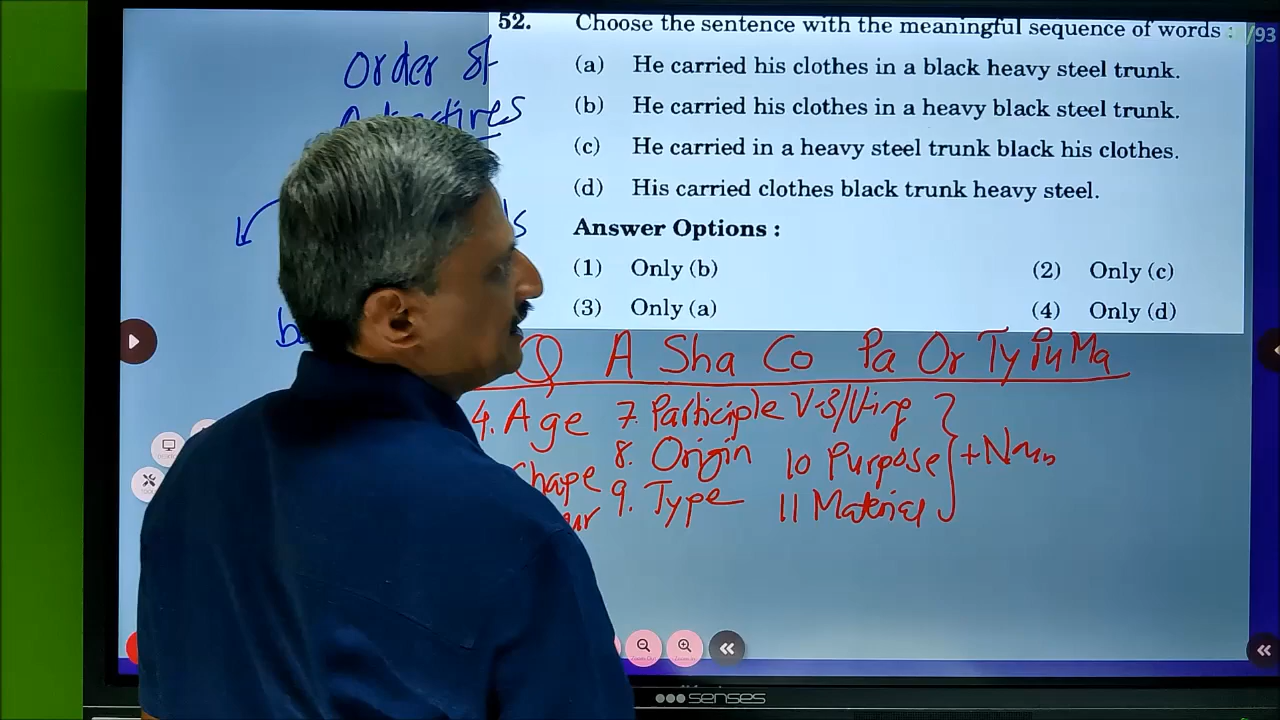 52. Choose the sentence with the meaningful sequence of words :
/93
(a) He carried his clothes in a black heavy steel trunk.
(b) He carried his clothes in a heavy black steel trunk.
(c) He carried in a heavy steel trunk black his clothes.
(d) His carried clothes black trunk heavy steel.
Answer Options :
(1) Only (b) (2) Only (c)
(3) Only (a) (4) Only (d)
Order of
Q A Sha Co Pa Or Ty Pu Ma
4. Age 7. Participle V-3/V-ing
Shape 8. Origin 10 Purpose
9. Type 11 Material
senses